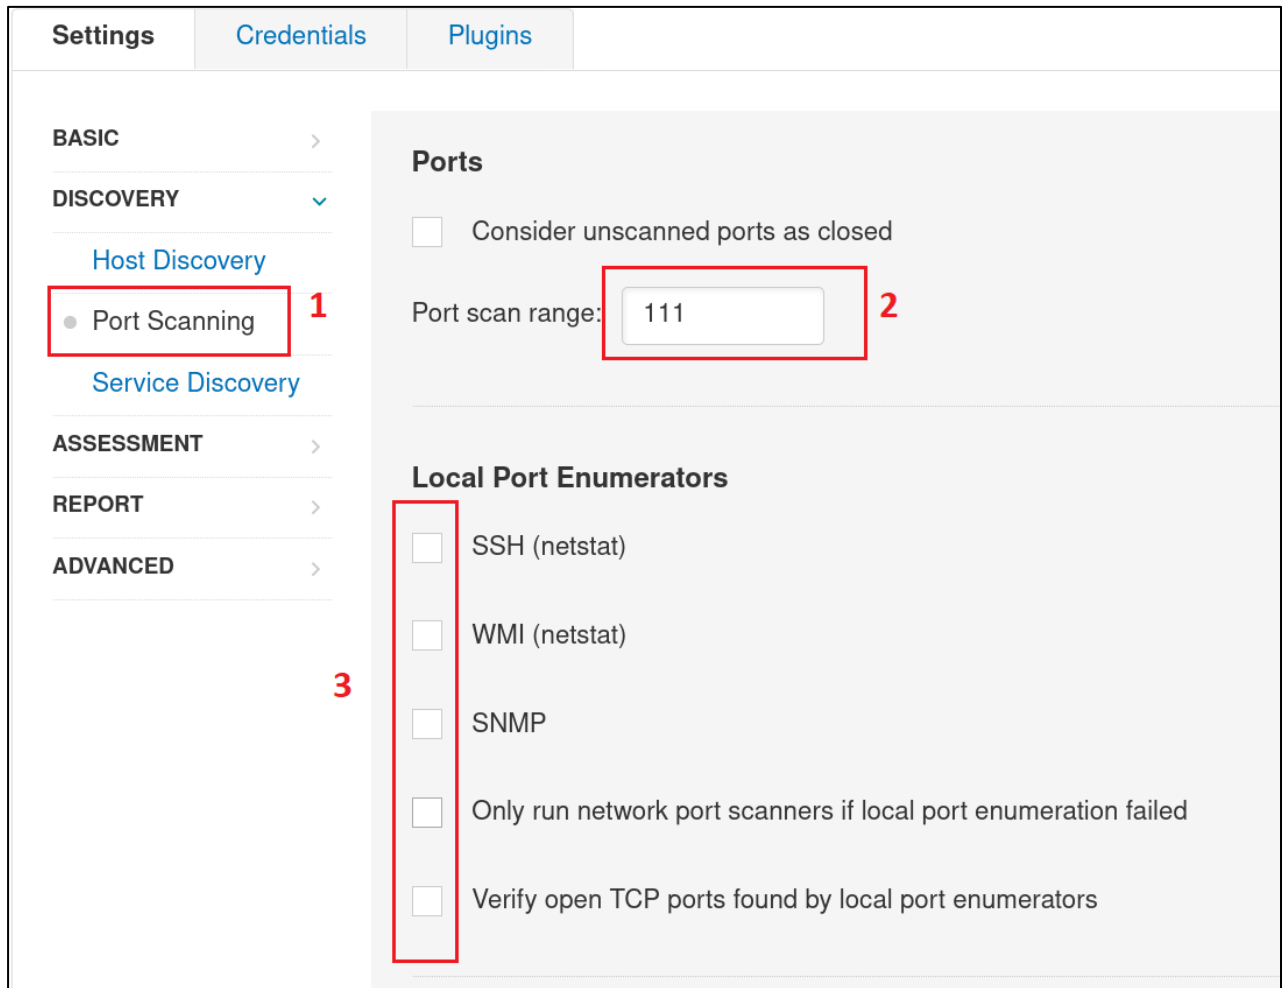 Settings
Credentials
Plugins
BASIC
DISCOVERY
Host Discovery
Port Scanning
1
Service Discovery
ASSESSMENT
REPORT
ADVANCED
Ports
Consider unscanned ports as closed
Port scan range: 111
2
Local Port Enumerators
3
SSH (netstat)
WMI (netstat)
SNMP
Only run network port scanners if local port enumeration failed
Verify open TCP ports found by local port enumerators